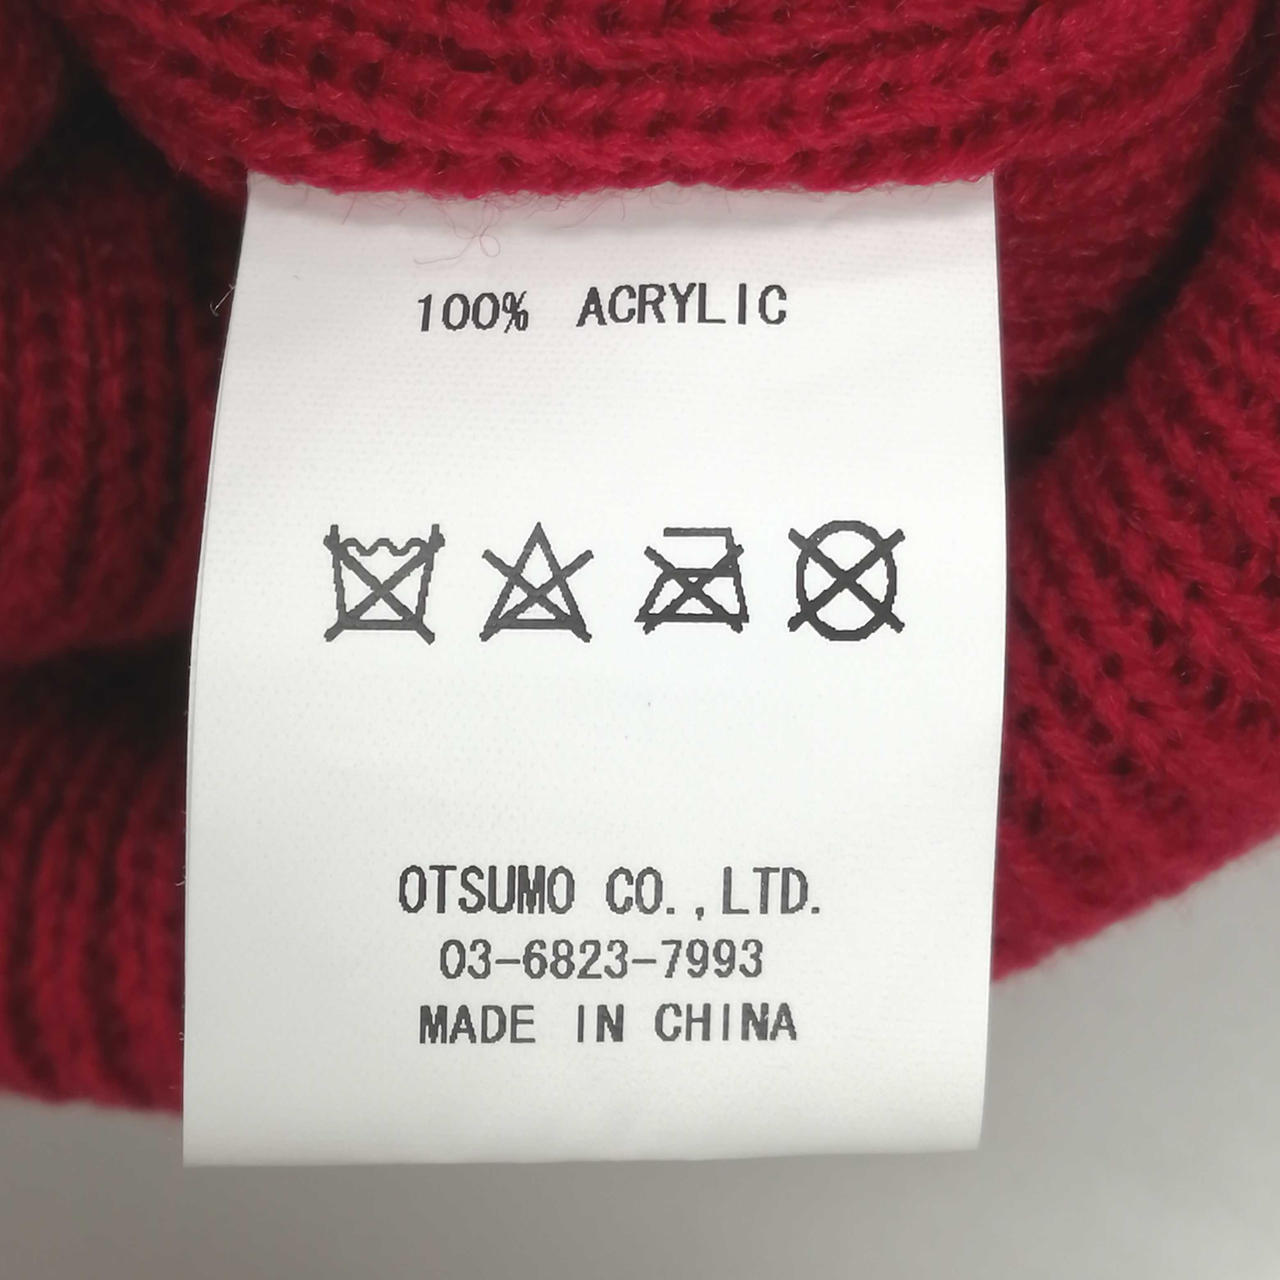 100% ACRYLIC
OTSUMO CO.,LTD.
03-6823-7993
MADE IN CHINA